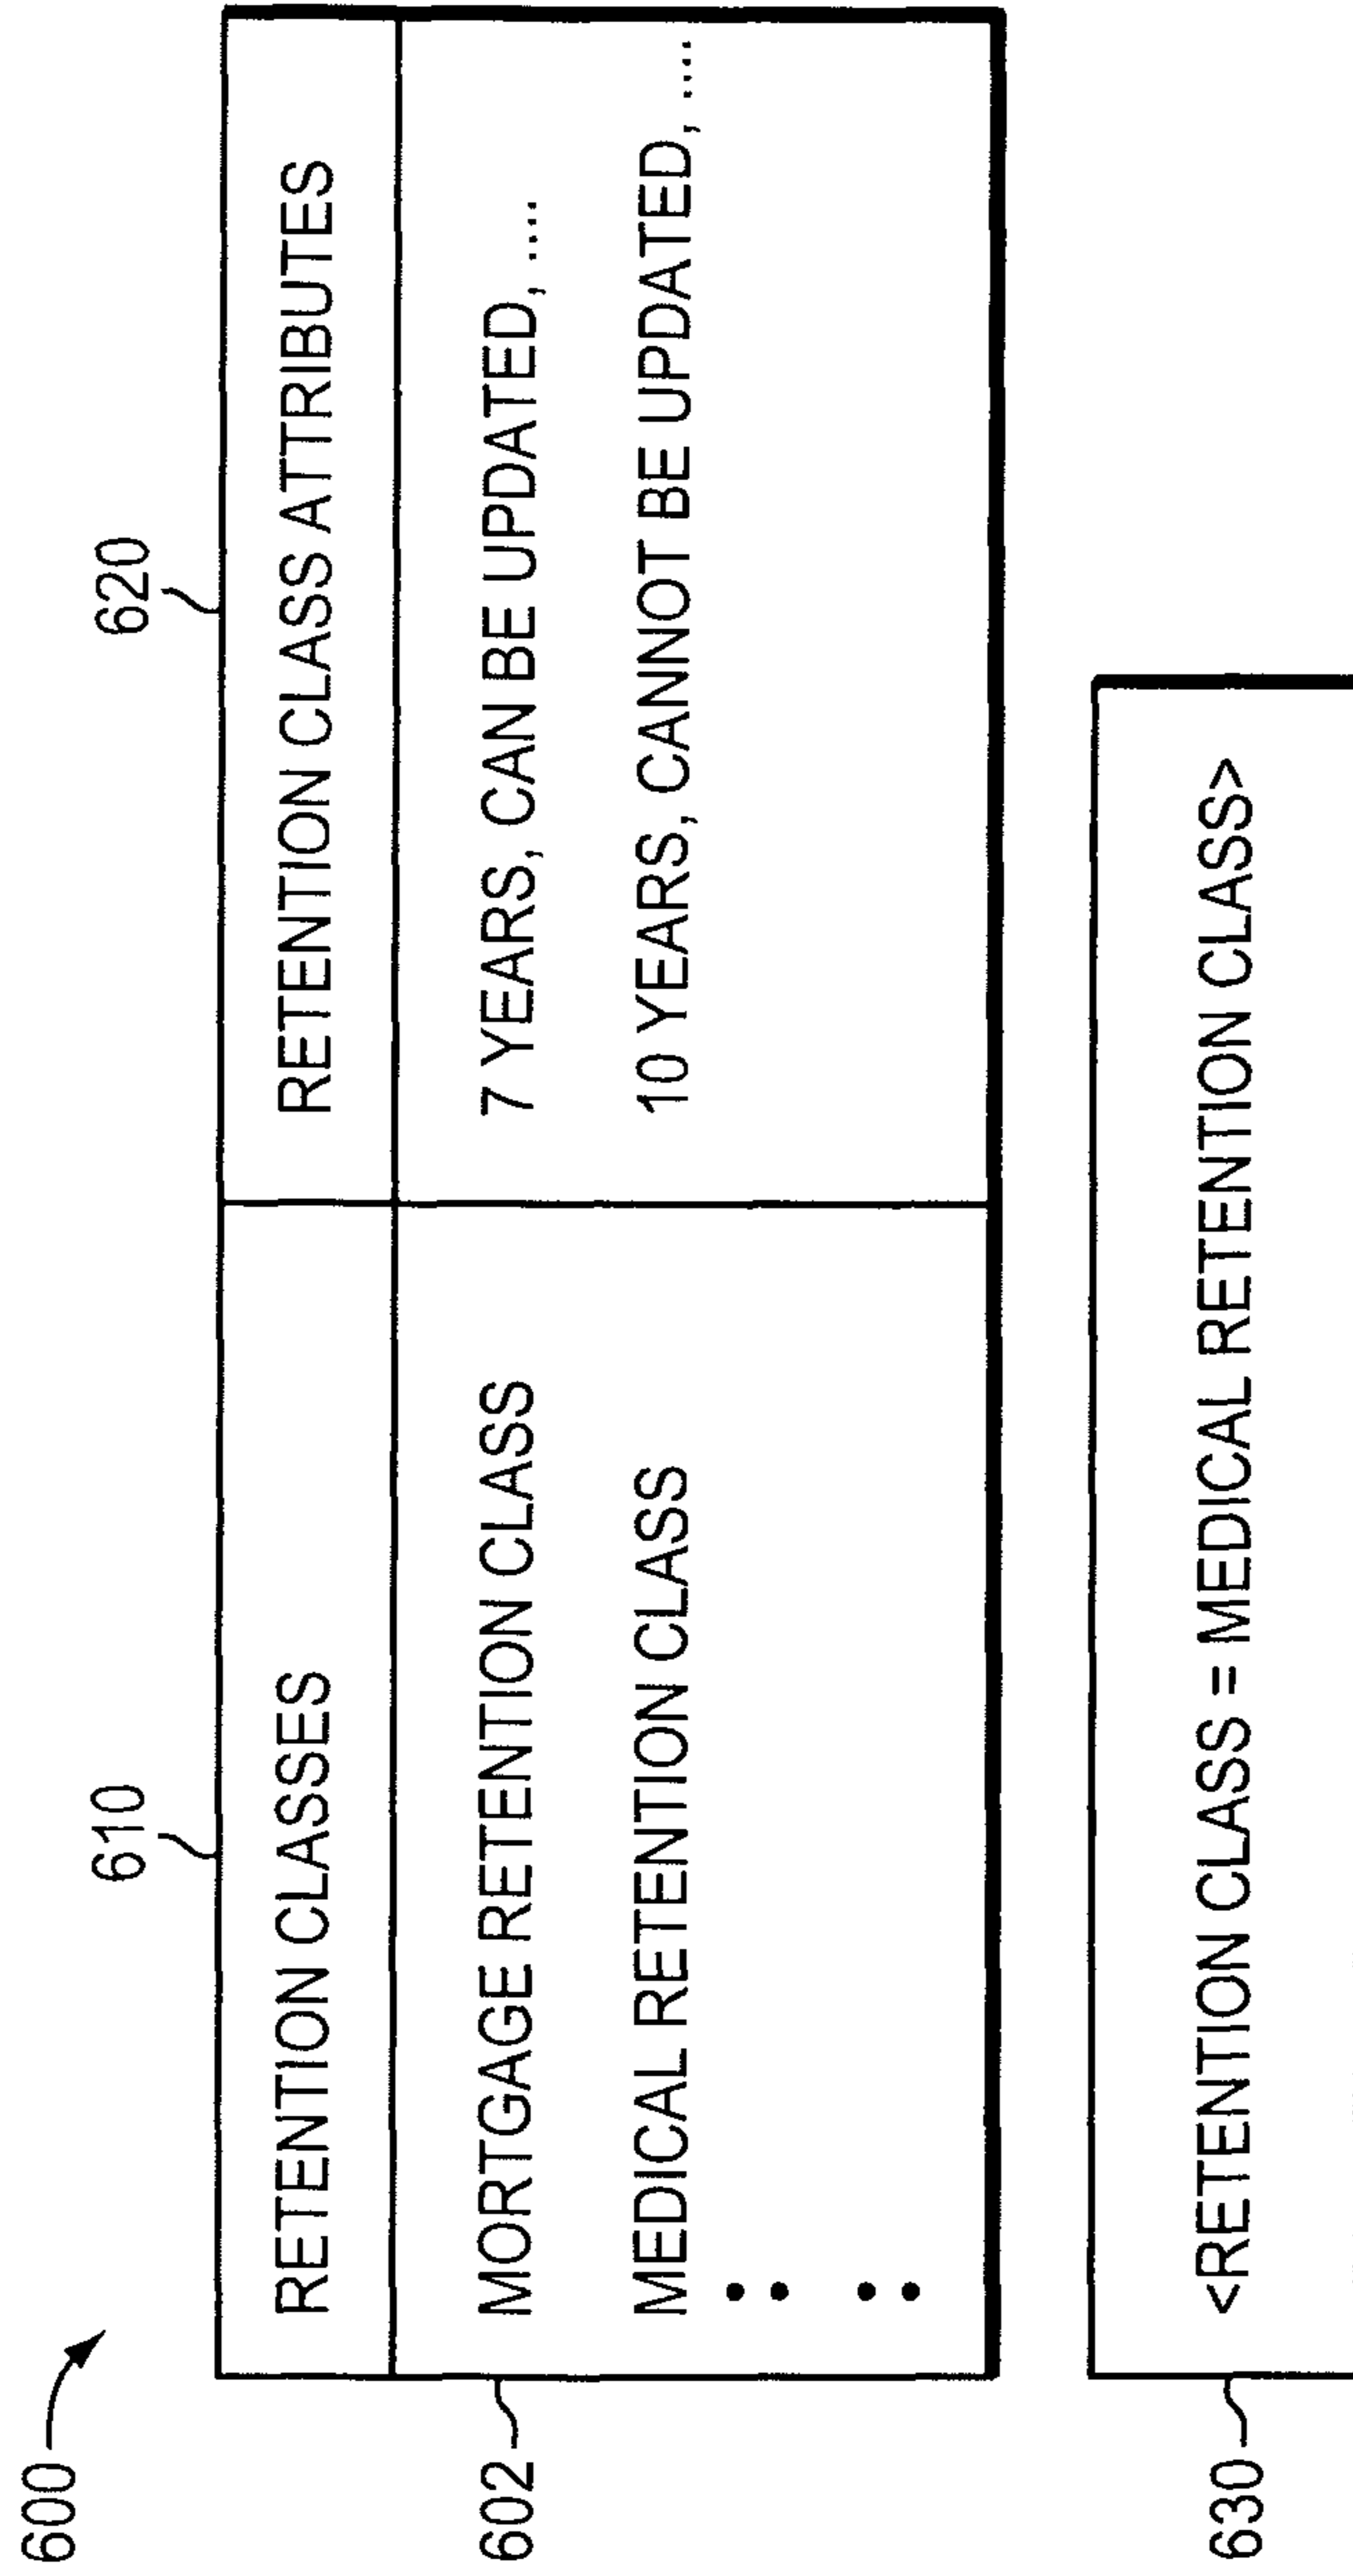 600
610
620
RETENTION CLASSES
RETENTION CLASS ATTRIBUTES
602
MORTGAGE RETENTION CLASS
7 YEARS, CAN BE UPDATED, ....
MEDICAL RETENTION CLASS
10 YEARS, CANNOT BE UPDATED, ....
630
<RETENTION CLASS = MEDICAL RETENTION CLASS>